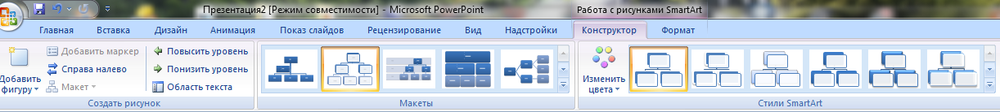 Презентация2 [Режим совместимости] - Microsoft PowerPoint
Работа с рисунками SmartArt
Главная
Вставка
Дизайн
Анимация
Показ слайдов
Рецензирование
Вид
Надстройки
Конструктор
Формат
Добавить фигуру
Добавить маркер
Справа налево
Макет
Повысить уровень
Понизить уровень
Область текста
Создать рисунок
Макеты
Изменить цвета
Стили SmartArt